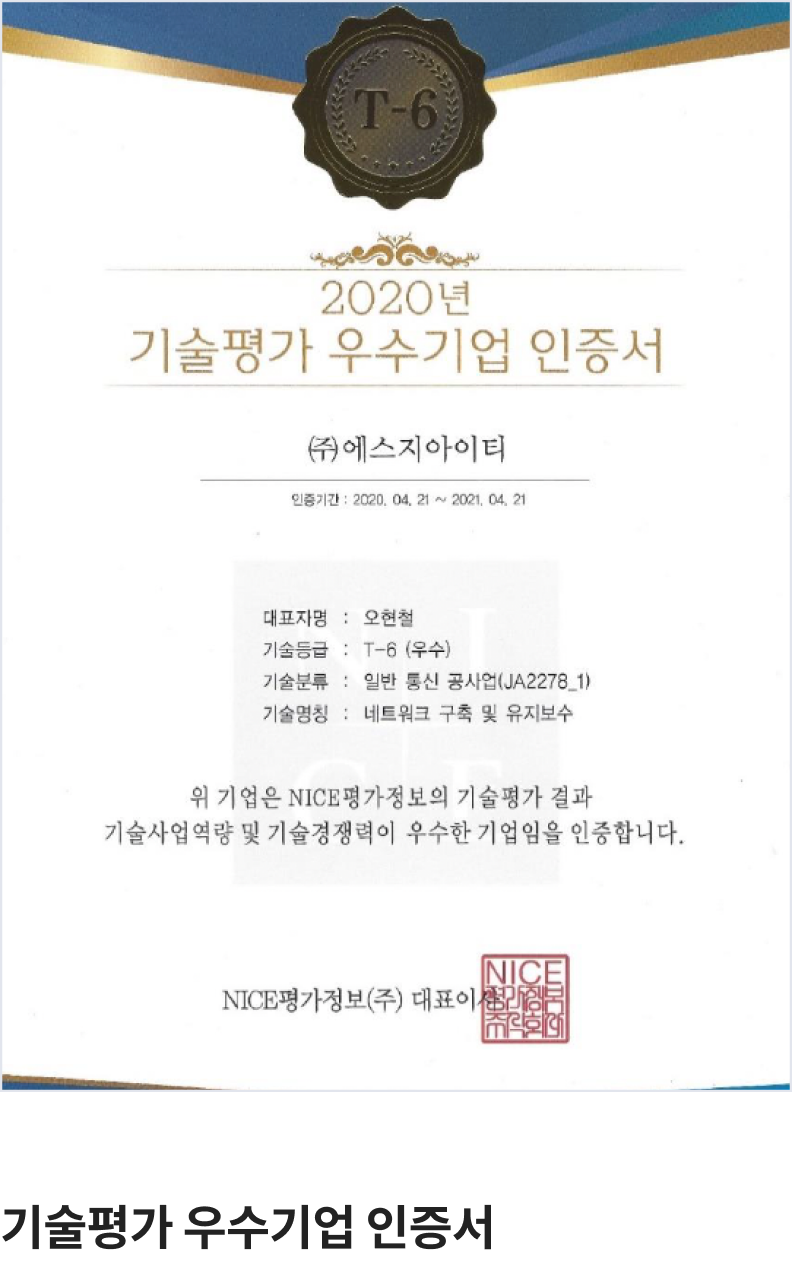 T-6
2020년
기술평가 우수기업 인증서
㈜에스지아이티
인증기간 : 2020. 04. 21 ~ 2021. 04. 21
대표자명 : 오현철
기술등급 : T-6 (우수)
기술분류 : 일반 통신 공사업(JA2278_1)
기술명칭 : 네트워크 구축 및 유지보수
NICE
위 기업은 NICE평가정보의 기술평가 결과
기술사업역량 및 기술경쟁력이 우수한 기업임을 인증합니다.
NICE평가정보(주) 대표이사
NICE
기술평가 우수기업 인증서